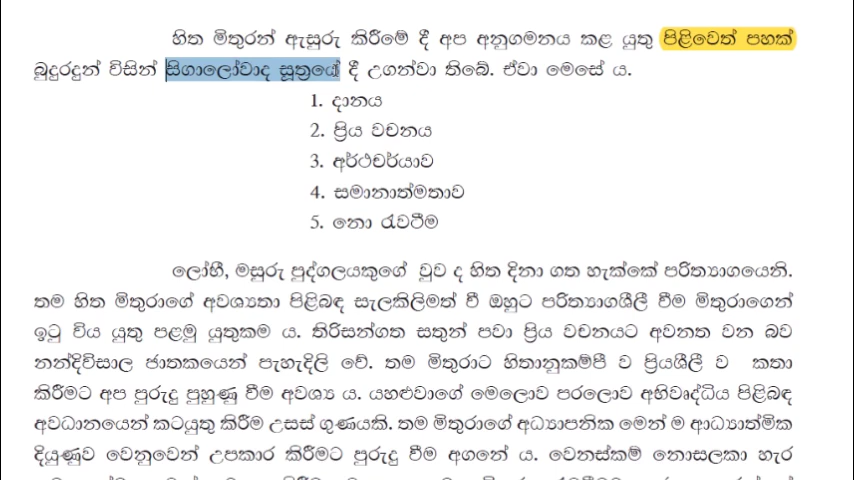 හිත මිතුරන් ඇසුරු කිරීමේ දී අප අනුගමනය කළ යුතු පිළිවෙත් පහක්
බුදුරදුන් විසින් සිගාලෝවාද සූත්‍රයේ දී උගන්වා තිබේ. ඒවා මෙසේ ය.
1. දානය
2. ප්‍රිය වචනය
3. අර්ථචර්යාව
4. සමානාත්මතාව
5. නො රැවටීම
ලෝභී, මසුරු පුද්ගලයකුගේ වුව ද හිත දිනා ගත හැක්කේ පරිත්‍යාගයෙනි.
තම හිත මිතුරාගේ අවශ්‍යතා පිළිබඳ සැලකිලිමත් වී ඔහුට පරිත්‍යාගශීලී වීම මිතුරාගෙන්
ඉටු විය යුතු පළමු යුතුකම ය. තිරිසන්ගත සතුන් පවා ප්‍රිය වචනයට අවනත වන බව
නන්දිවිසාල ජාතකයෙන් පැහැදිලි වේ. තම මිතුරාට හිතානුකම්පී ව ප්‍රියශීලී ව කතා
කිරීමට අප පුරුදු පුහුණු වීම අවශ්‍ය ය. යහළුවාගේ මෙලොව පරලොව අභිවෘද්ධිය පිළිබඳ
අවධානයෙන් කටයුතු කිරීම උසස් ගුණයකි. තම මිතුරාගේ අධ්‍යාපනික මෙන් ම ආධ්‍යාත්මික
දියුණුව වෙනුවෙන් උපකාර කිරීමට පුරුදු වීම අගනේ ය. වෙනස්කම් නොසලකා හැර